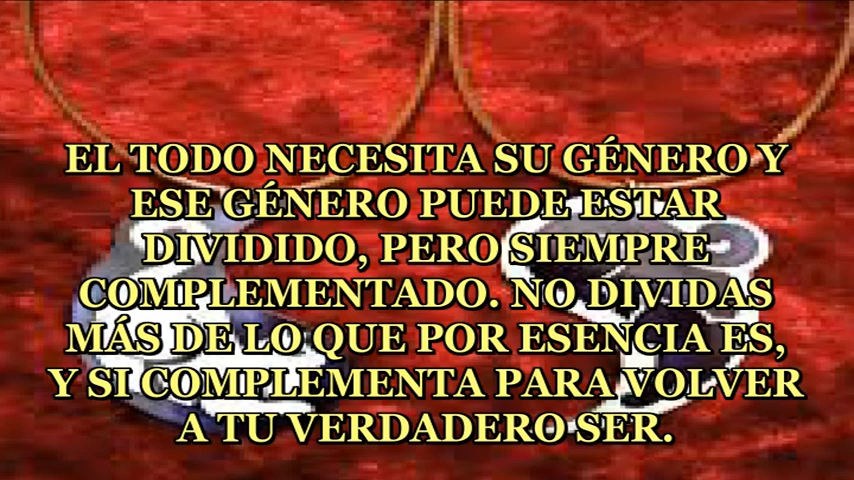 EL TODO NECESITA SU GÉNERO Y
ESE GÉNERO PUEDE ESTAR
DIVIDIDO, PERO SIEMPRE
COMPLEMENTADO. NO DIVIDAS
MÁS DE LO QUE POR ESENCIA ES,
Y SI COMPLEMENTA PARA VOLVER
A TU VERDADERO SER.